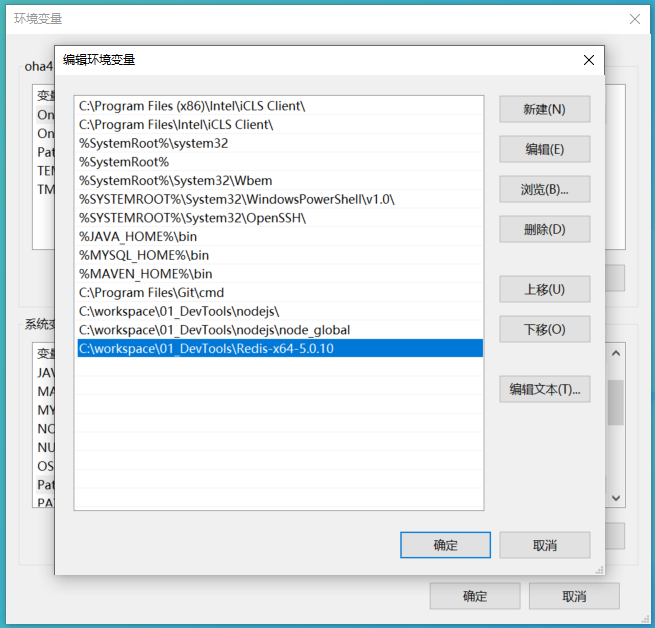 环境变量
编辑环境变量
oha4
变量
On
On
Pat
TEM
TM
C:\Program Files (x86)\Intel\iCLS Client\
C:\Program Files\Intel\iCLS Client\
%SystemRoot%\system32
%SystemRoot%
%SystemRoot%\System32\Wbem
%SYSTEMROOT%\System32\WindowsPowerShell\v1.0\
%SYSTEMROOT%\System32\OpenSSH\
%JAVA_HOME%\bin
%MYSQL_HOME%\bin
%MAVEN_HOME%\bin
C:\Program Files\Git\cmd
C:\workspace\01_DevTools\nodejs\
C:\workspace\01_DevTools\nodejs\node_global
C:\workspace\01_DevTools\Redis-x64-5.0.10
新建(N)
编辑(E)
浏览(B)...
删除(D)
上移(U)
下移(O)
编辑文本(T)...
系统变
变量
JAV
MA
MY
NO
NU
OS
Pat
PAT
确定
取消
确定
取消